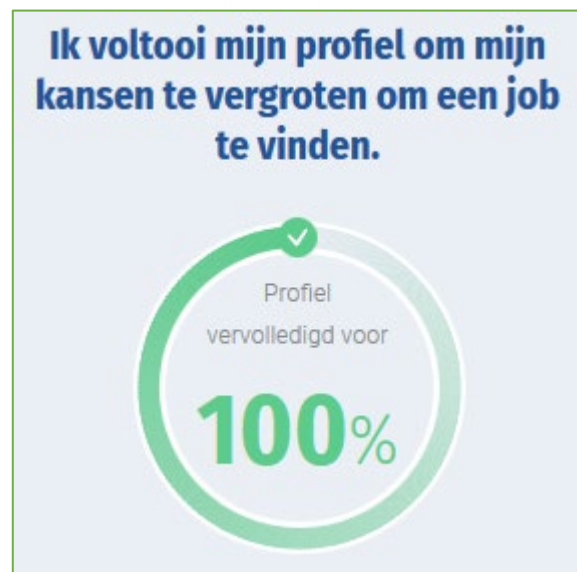 Ik voltooi mijn profiel om mijn
kansen te vergroten om een job
te vinden.
Profiel
vervolledigd voor
100%